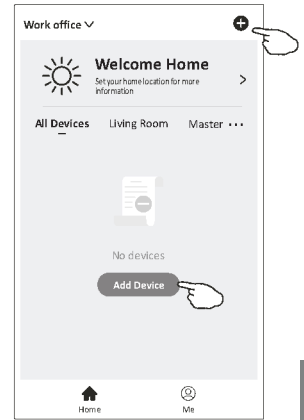 Work office
Welcome Home
Set your home location for more
information
All Devices Living Room Master ...
No devices
Add Device
Home Me